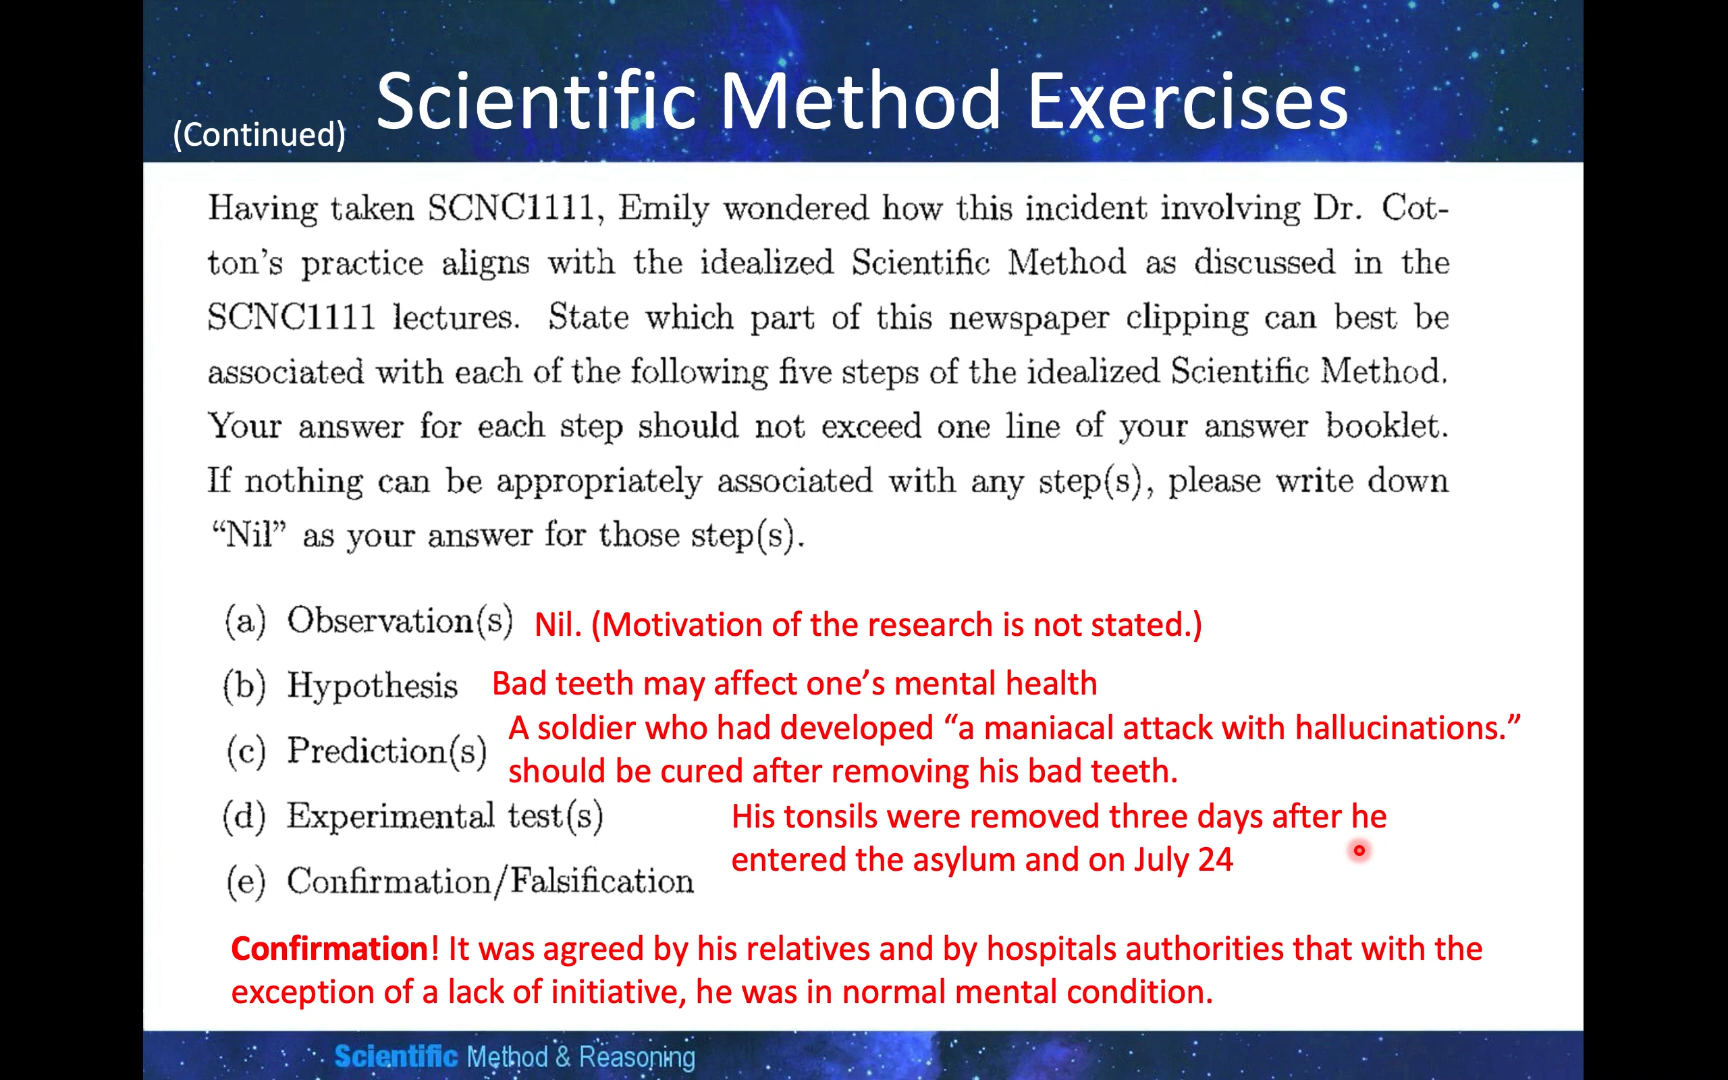 (Continued) Scientific Method Exercises
Having taken SCNC1111, Emily wondered how this incident involving Dr. Cot-
ton’s practice aligns with the idealized Scientific Method as discussed in the
SCNC1111 lectures. State which part of this newspaper clipping can best be
associated with each of the following five steps of the idealized Scientific Method.
Your answer for each step should not exceed one line of your answer booklet.
If nothing can be appropriately associated with any step(s), please write down
“Nil” as your answer for those step(s).
(a) Observation(s) Nil. (Motivation of the research is not stated.)
(b) Hypothesis Bad teeth may affect one’s mental health
(c) Prediction(s) A soldier who had developed “a maniacal attack with hallucinations.”
should be cured after removing his bad teeth.
(d) Experimental test(s) His tonsils were removed three days after he
entered the asylum and on July 24
(e) Confirmation/Falsification
Confirmation! It was agreed by his relatives and by hospitals authorities that with the
exception of a lack of initiative, he was in normal mental condition.
Scientific Method & Reasoning